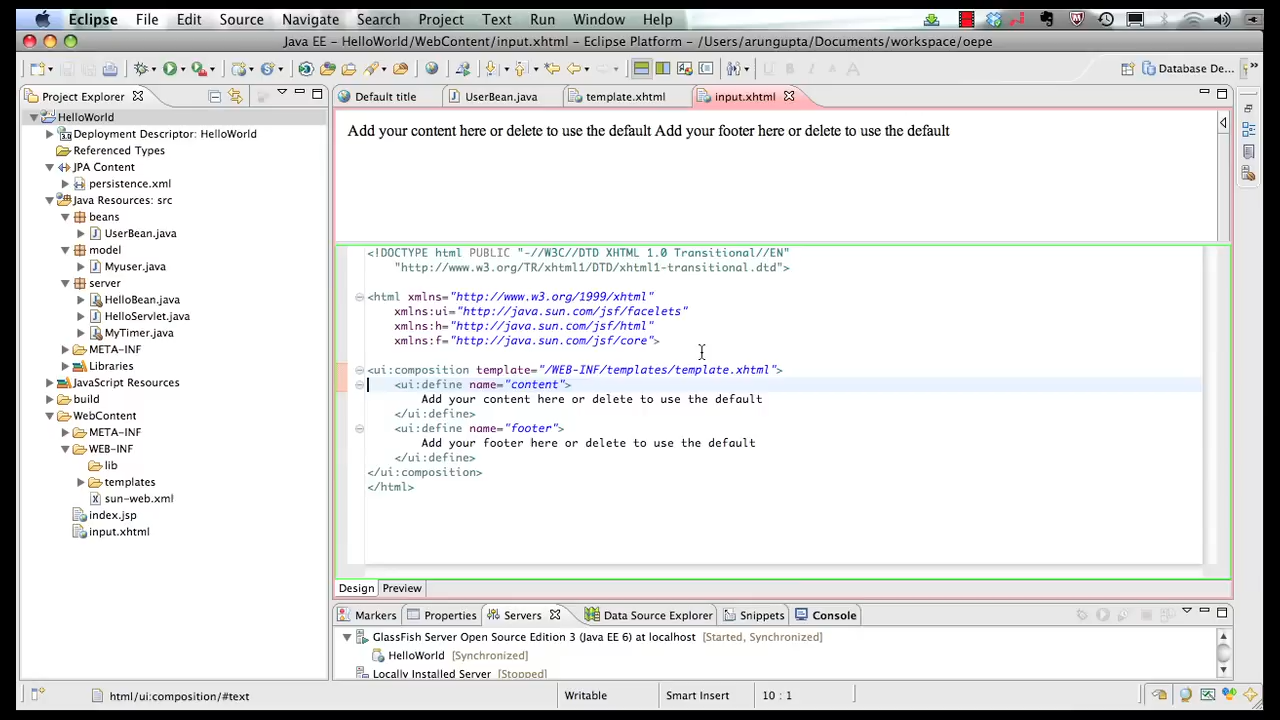 Eclipse File Edit Source Navigate Search Project Text Run Window Help
Java EE - HelloWorld/WebContent/input.xhtml - Eclipse Platform - /Users/arungupta/Documents/workspace/oepe
Database De...
Project Explorer
Default title UserBean.java template.xhtml input.xhtml
HelloWorld
Deployment Descriptor: HelloWorld
Referenced Types
JPA Content
persistence.xml
Java Resources: src
beans
UserBean.java
model
Myuser.java
server
HelloBean.java
HelloServlet.java
MyTimer.java
META-INF
Libraries
JavaScript Resources
build
WebContent
META-INF
WEB-INF
lib
templates
sun-web.xml
index.jsp
input.xhtml
Add your content here or delete to use the default Add your footer here or delete to use the default
<!DOCTYPE html PUBLIC "-//W3C//DTD XHTML 1.0 Transitional//EN"
"http://www.w3.org/TR/xhtml1/DTD/xhtml1-transitional.dtd">
<html xmlns="http://www.w3.org/1999/xhtml"
xmlns:ui="http://java.sun.com/jsf/facelets"
xmlns:h="http://java.sun.com/jsf/html"
xmlns:f="http://java.sun.com/jsf/core">
<ui:composition template="/WEB-INF/templates/template.xhtml">
<ui:define name="content">
Add your content here or delete to use the default
</ui:define>
<ui:define name="footer">
Add your footer here or delete to use the default
</ui:define>
</ui:composition>
</html>
Design Preview
Markers Properties Servers Data Source Explorer Snippets Console
GlassFish Server Open Source Edition 3 (Java EE 6) at localhost [Started, Synchronized]
HelloWorld [Synchronized]
Locally Installed Server [Stopped]
html/ui:composition/#text Writable Smart Insert 10 : 1